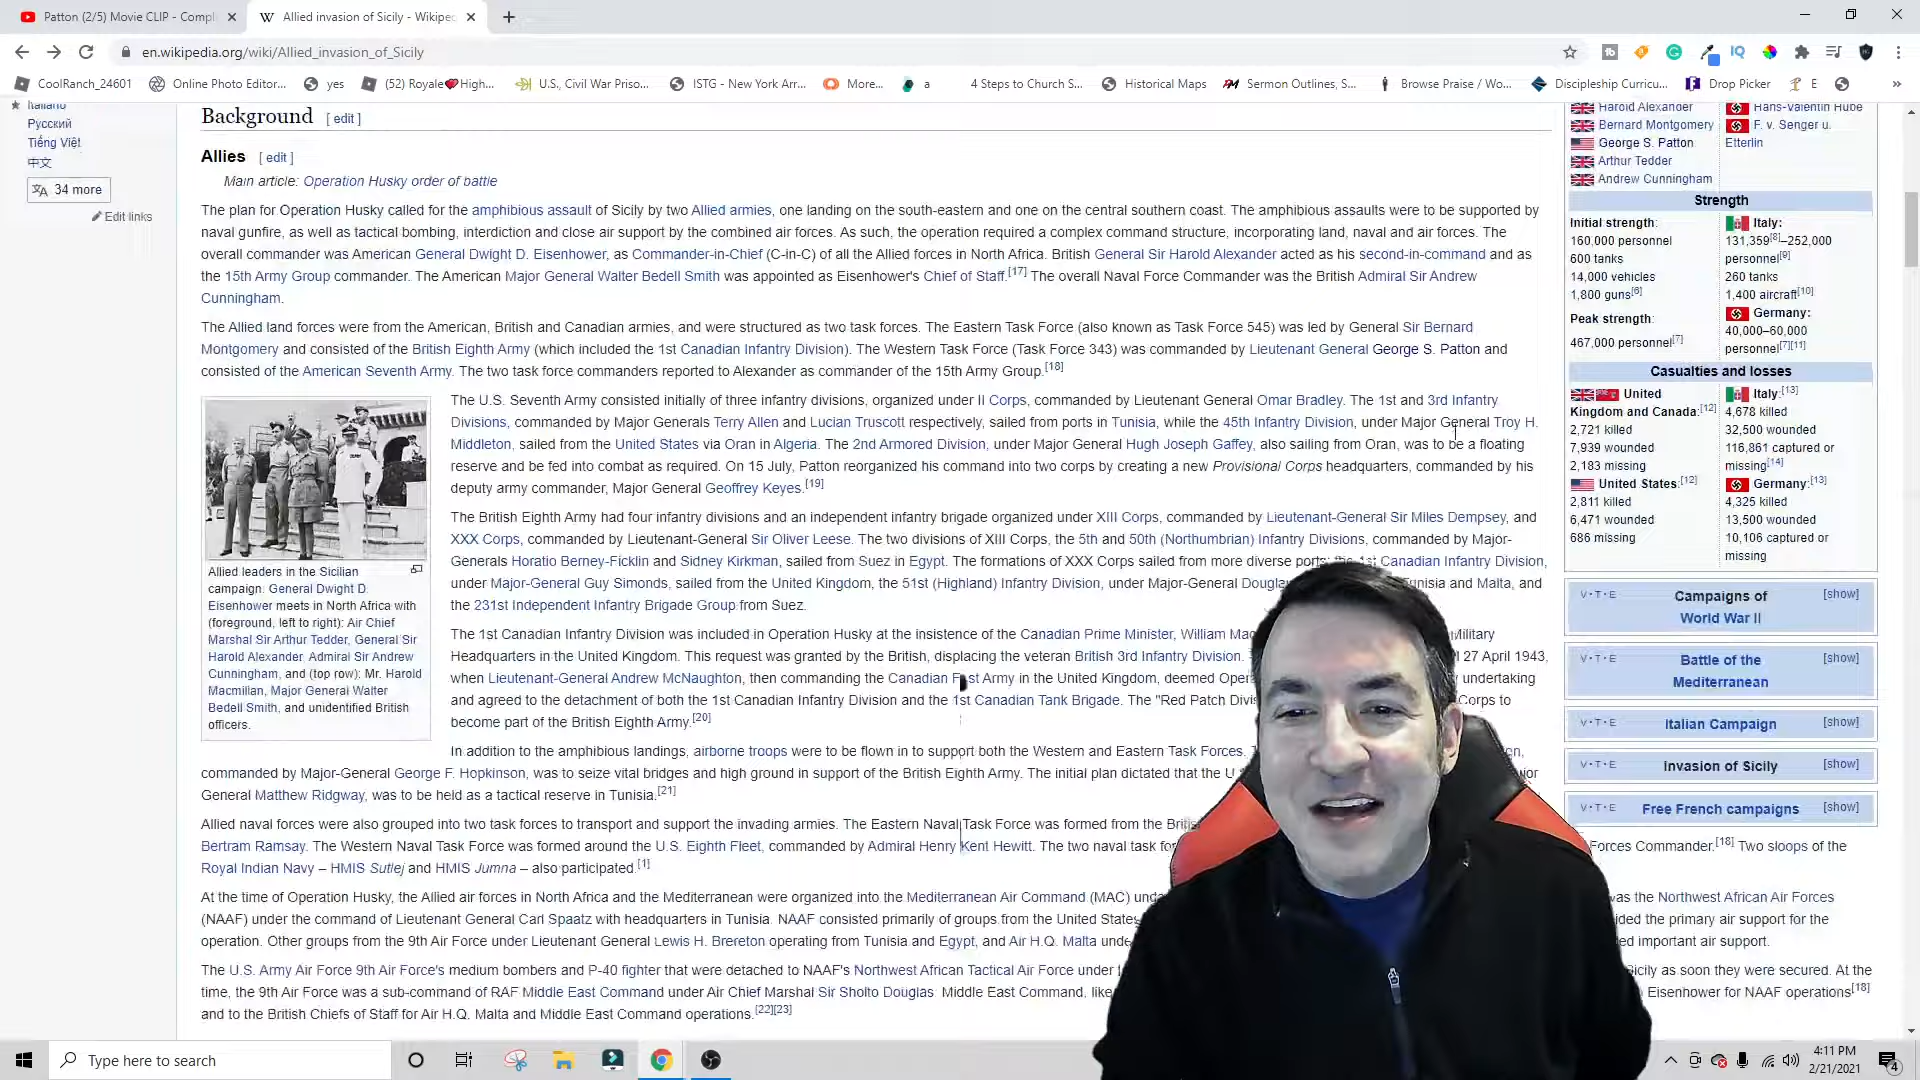 Patton (2/5) Movie CLIP - Compl
Allied invasion of Sicily - Wikipe
en.wikipedia.org/wiki/Allied_invasion_of_Sicily
CoolRanch_24601
Online Photo Editor...
yes
(52) Royale❤High...
U.S., Civil War Priso...
ISTG - New York Arr...
More...
a
4 Steps to Church S...
Historical Maps
Sermon Outlines, S...
Browse Praise / Wo...
Discipleship Curricu...
Drop Picker
E
Italiano
Русский
Tiếng Việt
中文
34 more
Edit links
Background [ edit ]
Allies [ edit ]
Main article: Operation Husky order of battle
The plan for Operation Husky called for the amphibious assault of Sicily by two Allied armies, one landing on the south-eastern and one on the central southern coast. The amphibious assaults were to be supported by
naval gunfire, as well as tactical bombing, interdiction and close air support by the combined air forces. As such, the operation required a complex command structure, incorporating land, naval and air forces. The
overall commander was American General Dwight D. Eisenhower, as Commander-in-Chief (C-in-C) of all the Allied forces in North Africa. British General Sir Harold Alexander acted as his second-in-command and as
the 15th Army Group commander. The American Major General Walter Bedell Smith was appointed as Eisenhower's Chief of Staff.[17] The overall Naval Force Commander was the British Admiral Sir Andrew
Cunningham.
The Allied land forces were from the American, British and Canadian armies, and were structured as two task forces. The Eastern Task Force (also known as Task Force 545) was led by General Sir Bernard
Montgomery and consisted of the British Eighth Army (which included the 1st Canadian Infantry Division). The Western Task Force (Task Force 343) was commanded by Lieutenant General George S. Patton and
consisted of the American Seventh Army. The two task force commanders reported to Alexander as commander of the 15th Army Group.[18]
The U.S. Seventh Army consisted initially of three infantry divisions, organized under II Corps, commanded by Lieutenant General Omar Bradley. The 1st and 3rd Infantry
Divisions, commanded by Major Generals Terry Allen and Lucian Truscott respectively, sailed from ports in Tunisia, while the 45th Infantry Division, under Major General Troy H.
Middleton, sailed from the United States via Oran in Algeria. The 2nd Armored Division, under Major General Hugh Joseph Gaffey, also sailing from Oran, was to be a floating
reserve and be fed into combat as required. On 15 July, Patton reorganized his command into two corps by creating a new Provisional Corps headquarters, commanded by his
deputy army commander, Major General Geoffrey Keyes.[19]
The British Eighth Army had four infantry divisions and an independent infantry brigade organized under XIII Corps, commanded by Lieutenant-General Sir Miles Dempsey, and
XXX Corps, commanded by Lieutenant-General Sir Oliver Leese. The two divisions of XIII Corps, the 5th and 50th (Northumbrian) Infantry Divisions, commanded by Major-
Generals Horatio Berney-Ficklin and Sidney Kirkman, sailed from Suez in Egypt. The formations of XXX Corps sailed from more diverse ports: the 1st Canadian Infantry Division,
under Major-General Guy Simonds, sailed from the United Kingdom, the 51st (Highland) Infantry Division, under Major-General Douglas Tunisia and Malta, and
the 231st Independent Infantry Brigade Group from Suez.
The 1st Canadian Infantry Division was included in Operation Husky at the insistence of the Canadian Prime Minister, William Mac Military
Headquarters in the United Kingdom. This request was granted by the British, displacing the veteran British 3rd Infantry Division. 27 April 1943,
when Lieutenant-General Andrew McNaughton, then commanding the Canadian First Army in the United Kingdom, deemed Oper undertaking
and agreed to the detachment of both the 1st Canadian Infantry Division and the 1st Canadian Tank Brigade. The "Red Patch Divis Corps to
become part of the British Eighth Army.[20]
In addition to the amphibious landings, airborne troops were to be flown in to support both the Western and Eastern Task Forces.
commanded by Major-General George F. Hopkinson, was to seize vital bridges and high ground in support of the British Eighth Army. The initial plan dictated that the U
General Matthew Ridgway, was to be held as a tactical reserve in Tunisia.[21]
Allied naval forces were also grouped into two task forces to transport and support the invading armies. The Eastern Naval Task Force was formed from the British
Bertram Ramsay. The Western Naval Task Force was formed around the U.S. Eighth Fleet, commanded by Admiral Henry Kent Hewitt. The two naval task for Forces Commander.[18] Two sloops of the
Royal Indian Navy – HMIS Sutlej and HMIS Jumna – also participated.[1]
At the time of Operation Husky, the Allied air forces in North Africa and the Mediterranean were organized into the Mediterranean Air Command (MAC) unde was the Northwest African Air Forces
(NAAF) under the command of Lieutenant General Carl Spaatz with headquarters in Tunisia. NAAF consisted primarily of groups from the United States ided the primary air support for the
operation. Other groups from the 9th Air Force under Lieutenant General Lewis H. Brereton operating from Tunisia and Egypt, and Air H.Q. Malta unde ed important air support.
The U.S. Army Air Force 9th Air Force's medium bombers and P-40 fighter that were detached to NAAF's Northwest African Tactical Air Force under icily as soon they were secured. At the
time, the 9th Air Force was a sub-command of RAF Middle East Command under Air Chief Marshal Sir Sholto Douglas. Middle East Command, like Eisenhower for NAAF operations[18]
and to the British Chiefs of Staff for Air H.Q. Malta and Middle East Command operations.[22][23]
Allied leaders in the Sicilian
campaign. General Dwight D.
Eisenhower meets in North Africa with
(foreground, left to right): Air Chief
Marshal Sir Arthur Tedder, General Sir
Harold Alexander, Admiral Sir Andrew
Cunningham, and (top row): Mr. Harold
Macmillan, Major General Walter
Bedell Smith, and unidentified British
officers.
Harold Alexander
Bernard Montgomery
George S. Patton
Arthur Tedder
Andrew Cunningham
Hans-Valentin Hube
F. v. Senger u.
Etterlin
Strength
Initial strength:
160,000 personnel
600 tanks
14,000 vehicles
1,800 guns[6]
Peak strength:
467,000 personnel[7]
Italy:
131,359[8]–252,000
personnel[9]
260 tanks
1,400 aircraft[10]
Germany:
40,000–60,000
personnel[7][11]
Casualties and losses
United
Kingdom and Canada:[12]
2,721 killed
7,939 wounded
2,183 missing
United States:[12]
2,811 killed
6,471 wounded
686 missing
Italy:[13]
4,678 killed
32,500 wounded
116,861 captured or
missing[14]
Germany:[13]
4,325 killed
13,500 wounded
10,106 captured or
missing
V·T·E Campaigns of [show]
World War II
V·T·E Battle of the [show]
Mediterranean
V·T·E Italian Campaign [show]
V·T·E Invasion of Sicily [show]
V·T·E Free French campaigns [show]
Type here to search
4:11 PM
2/21/2021
4